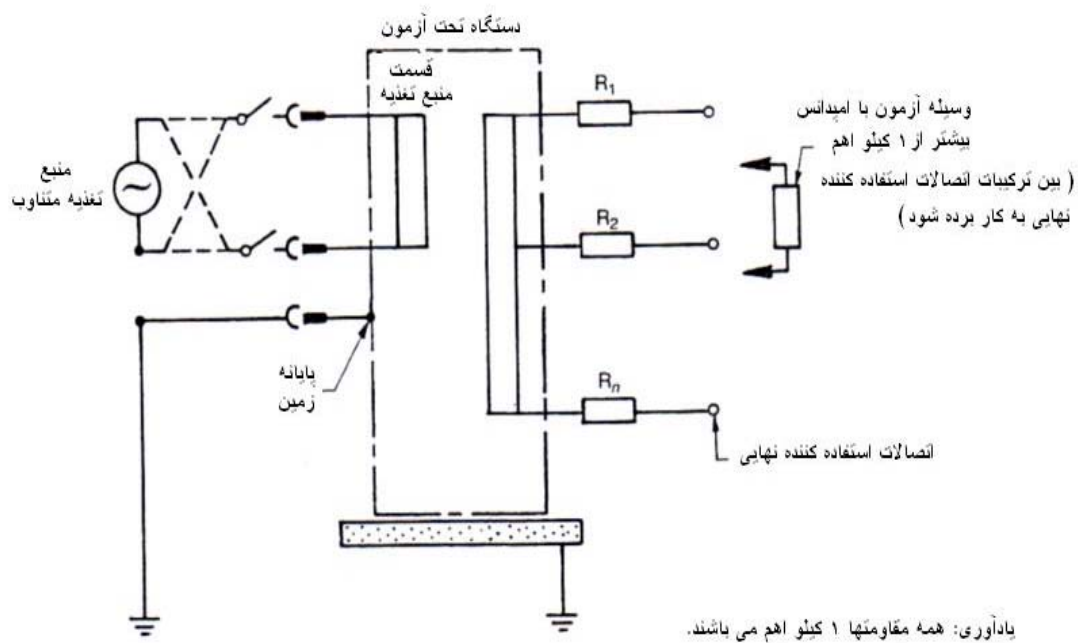 دستگاه تحت آزمون
قسمت
منبع تغذیه
منبع
تغذیه متناوب
پایانه
زمین
R1
R2
Rn
وسیله آزمون با امپدانس
بیشتر از ۱ کیلو اهم
( بین ترکیبات اتصالات استفاده کننده
نهایی به کار برده شود)
اتصالات استفاده کننده نهایی
یادآوری: همه مقاومتها ۱ کیلو اهم می باشند.